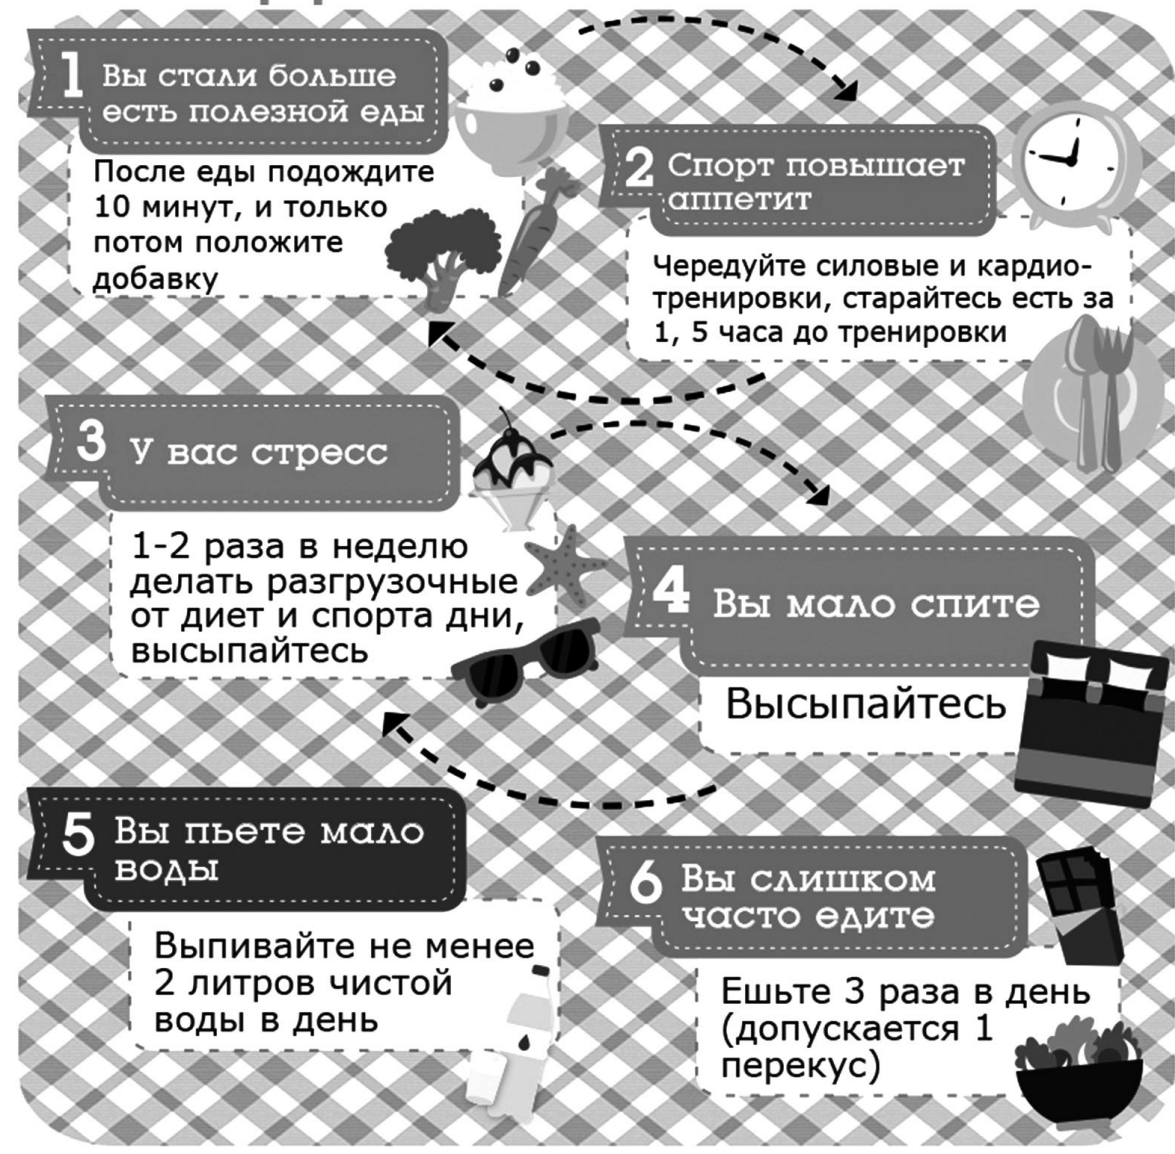 1
Вы стали больше
есть полезной еды
После еды подождите
10 минут, и только
потом положите
добавку
2
Спорт повышает
аппетит
Чередуйте силовые и кардио-
тренировки, старайтесь есть за
1, 5 часа до тренировки
3
У вас стресс
1-2 раза в неделю
делать разгрузочные
от диет и спорта дни,
высыпайтесь
4
Вы мало спите
Высыпайтесь
5
Вы пьете мало
воды
Выпивайте не менее
2 литров чистой
воды в день
6
Вы слишком
часто едите
Ешьте 3 раза в день
(допускается 1
перекус)